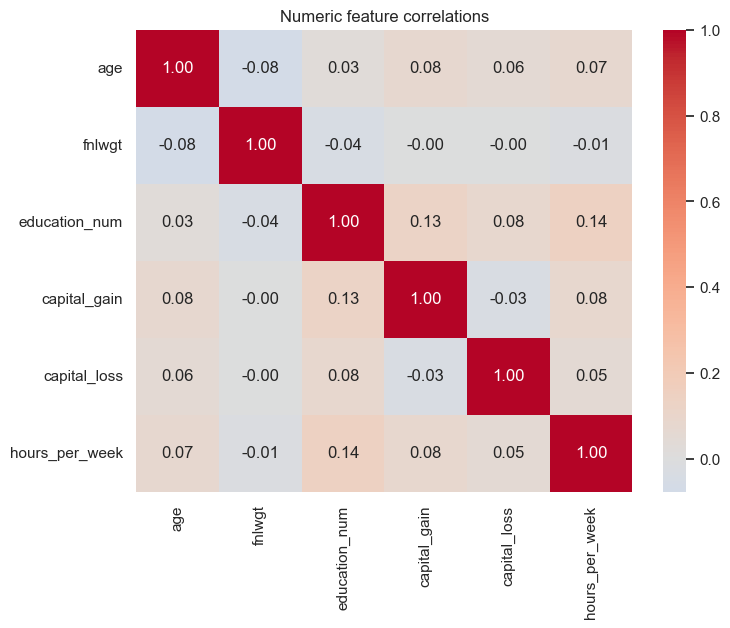 Numeric feature correlations
age 1.00 -0.08 0.03 0.08 0.06 0.07
fnlwgt -0.08 1.00 -0.04 -0.00 -0.00 -0.01
education_num 0.03 -0.04 1.00 0.13 0.08 0.14
capital_gain 0.08 -0.00 0.13 1.00 -0.03 0.08
capital_loss 0.06 -0.00 0.08 -0.03 1.00 0.05
hours_per_week 0.07 -0.01 0.14 0.08 0.05 1.00
age
fnlwgt
education_num
capital_gain
capital_loss
hours_per_week
1.0
0.8
0.6
0.4
0.2
0.0